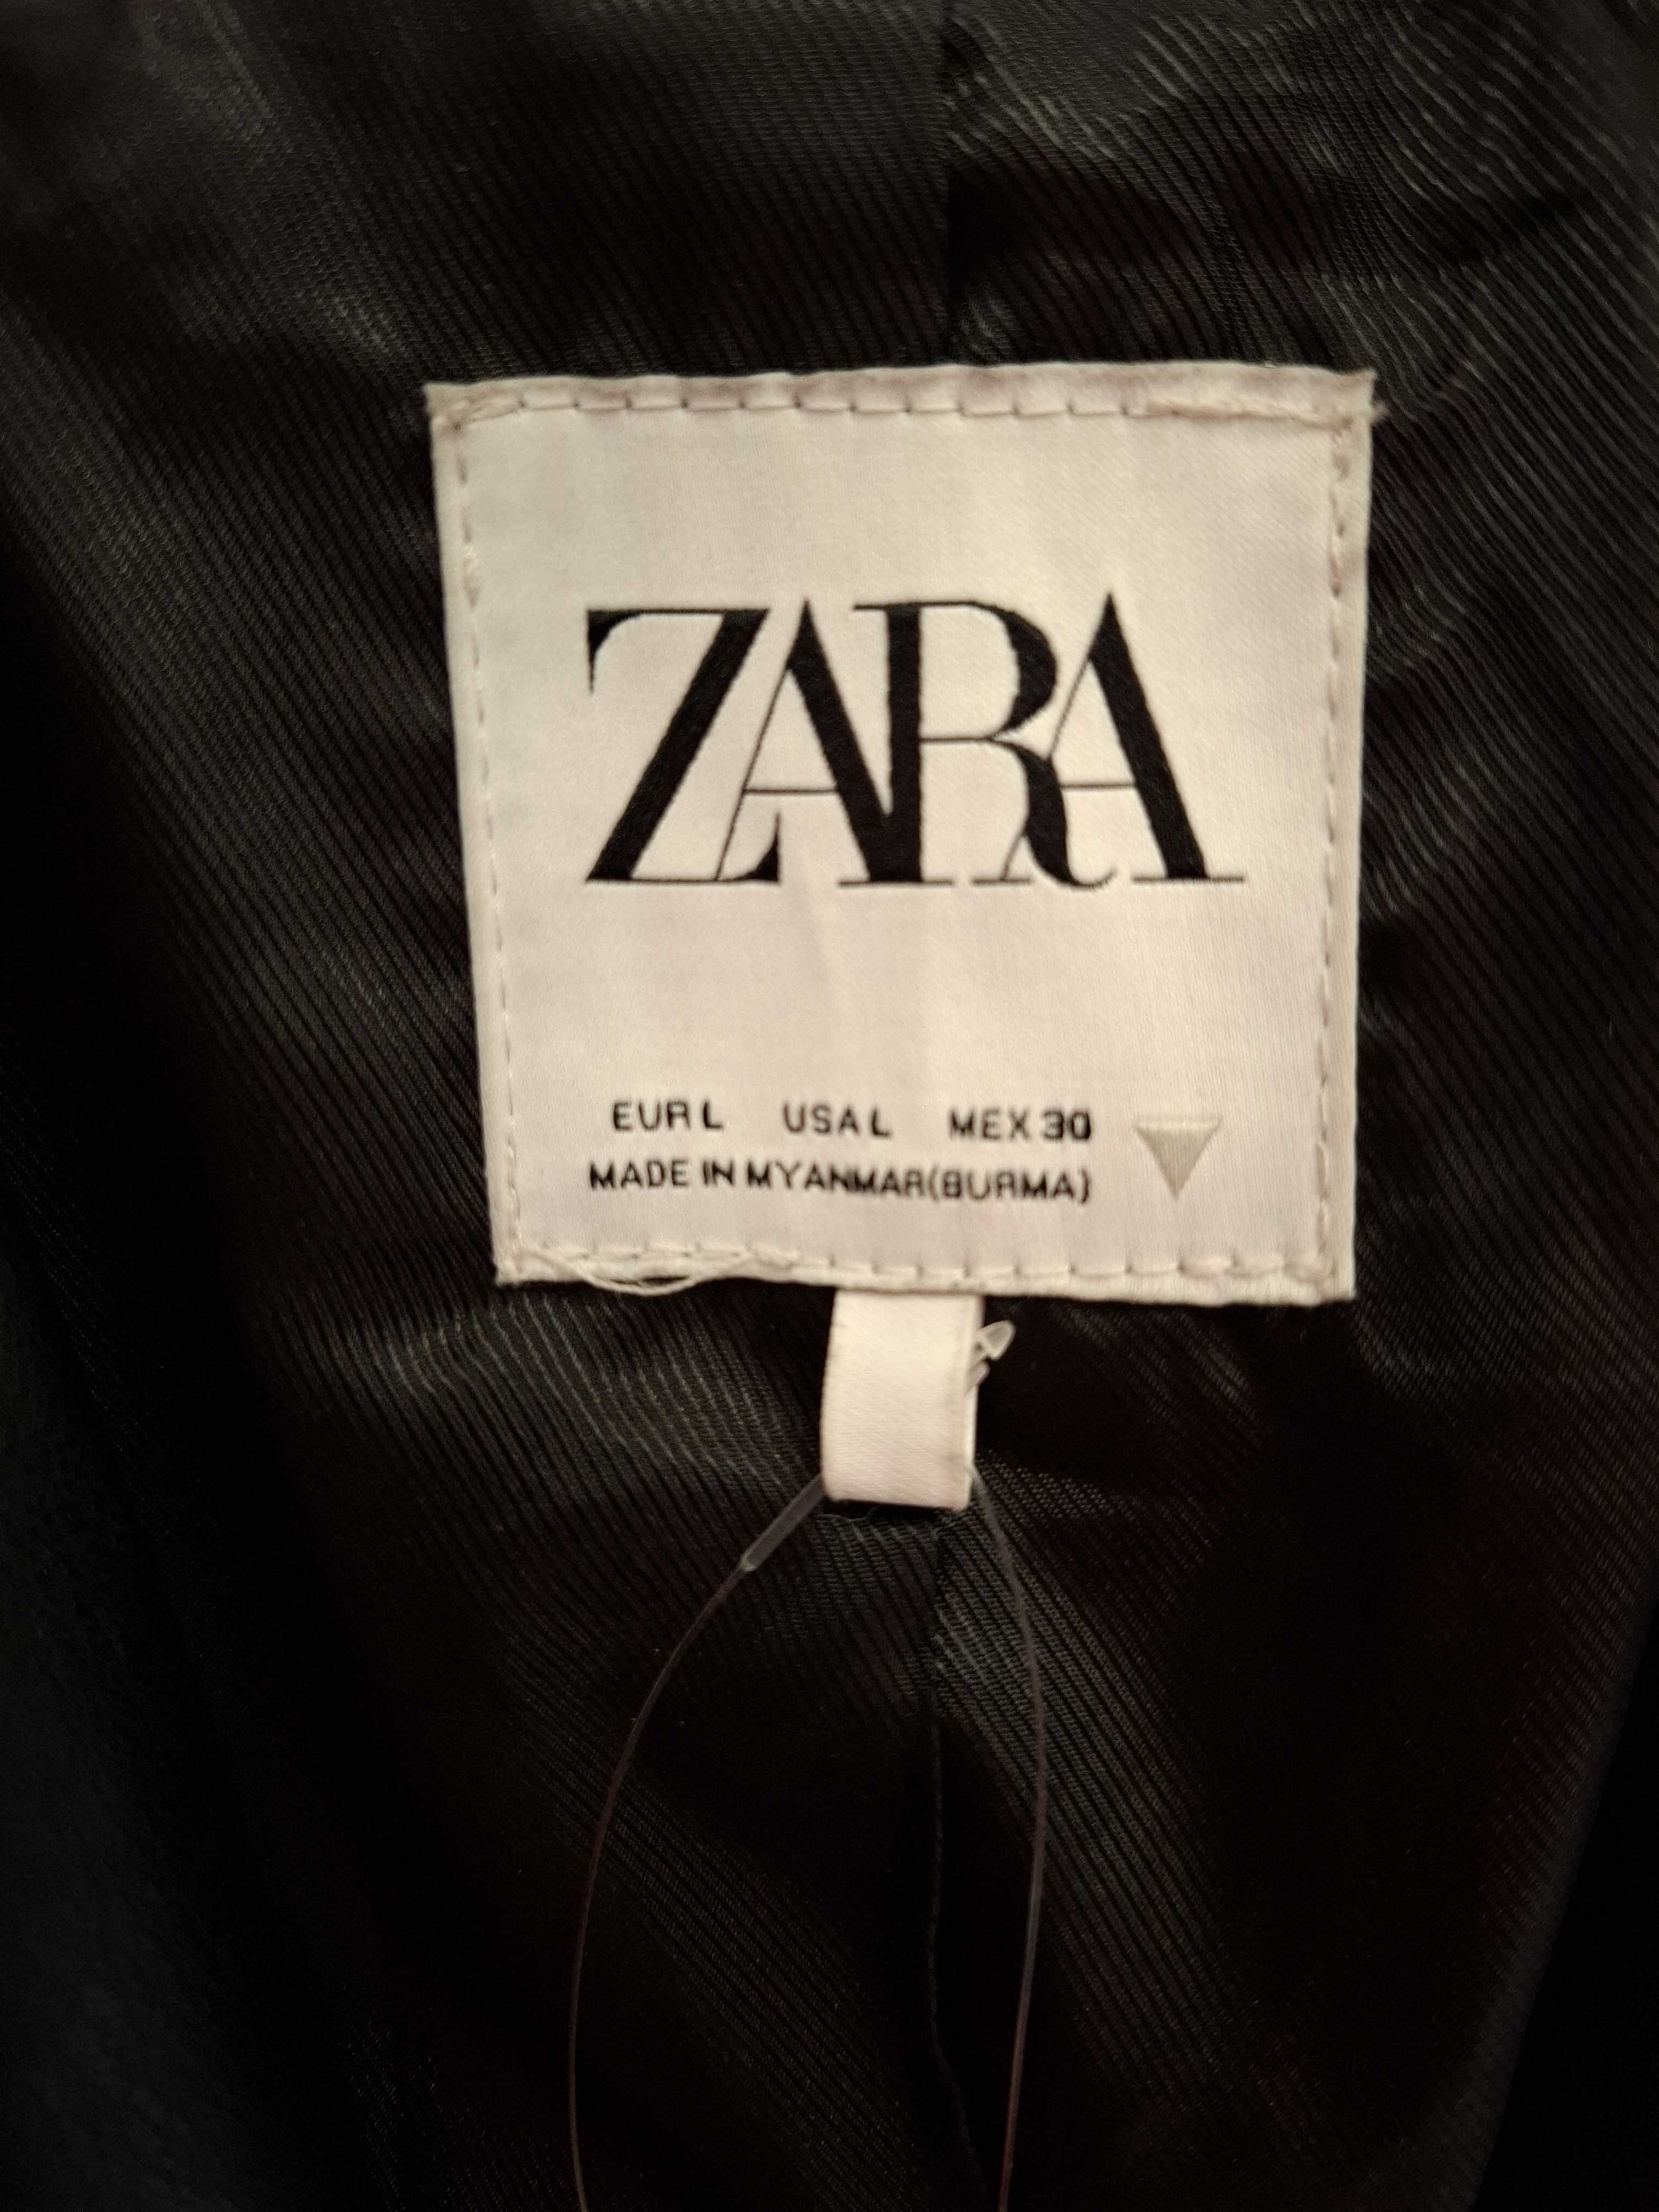 ZARA
EUR L USA L MEX 30
MADE IN MYANMAR(BURMA)